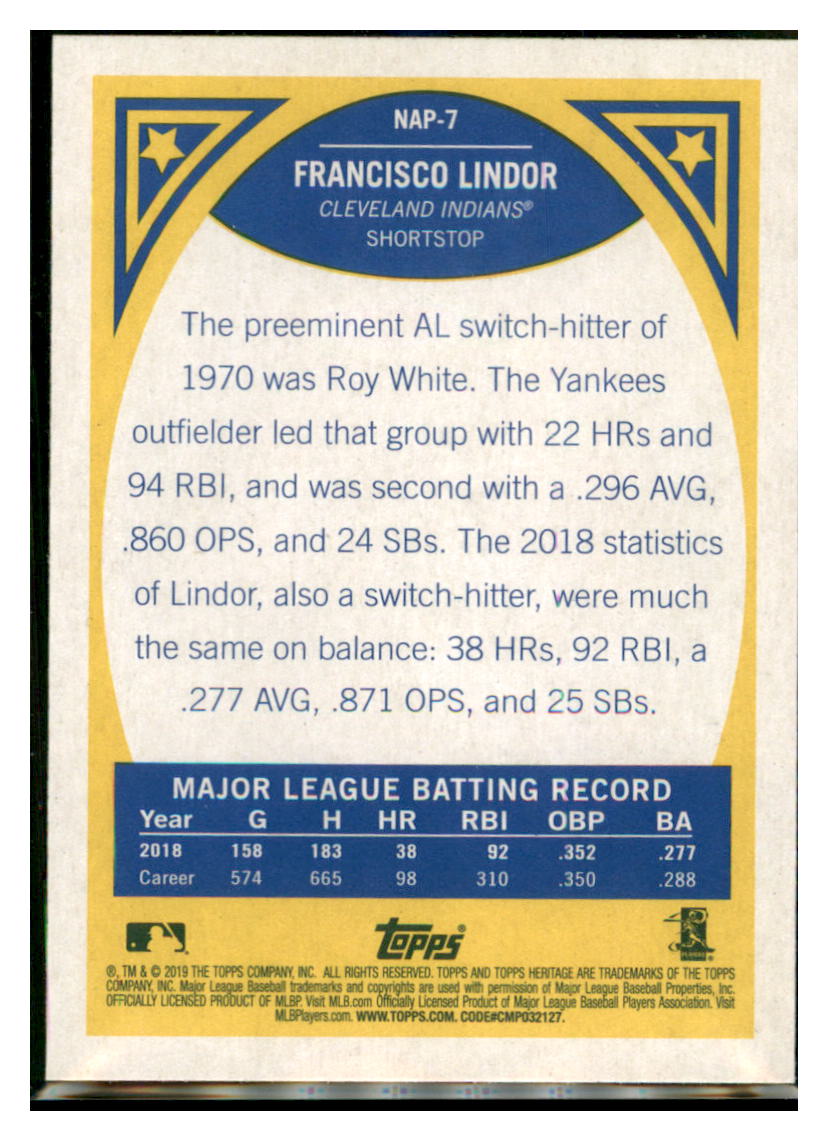 NAP-7
FRANCISCO LINDOR
CLEVELAND INDIANS®
SHORTSTOP
The preeminent AL switch-hitter of
1970 was Roy White. The Yankees
outfielder led that group with 22 HRs and
94 RBI, and was second with a .296 AVG,
.860 OPS, and 24 SBs. The 2018 statistics
of Lindor, also a switch-hitter, were much
the same on balance: 38 HRs, 92 RBI, a
.277 AVG, .871 OPS, and 25 SBs.
MAJOR LEAGUE BATTING RECORD
Year G H HR RBI OBP BA
2018 158 183 38 92 .352 .277
Career 574 665 98 310 .350 .288
Topps®
®, TM & © 2019 THE TOPPS COMPANY, INC. ALL RIGHTS RESERVED. TOPPS AND TOPPS HERITAGE ARE TRADEMARKS OF THE TOPPS
COMPANY, INC. Major League Baseball trademarks and copyrights are used with permission of Major League Baseball Properties, Inc.
OFFICIALLY LICENSED PRODUCT OF MLBP. Visit MLB.com Officially Licensed Product of Major League Baseball Players Association. Visit
MLBPlayers.com. WWW.TOPPS.COM. CODE#CMP032127.